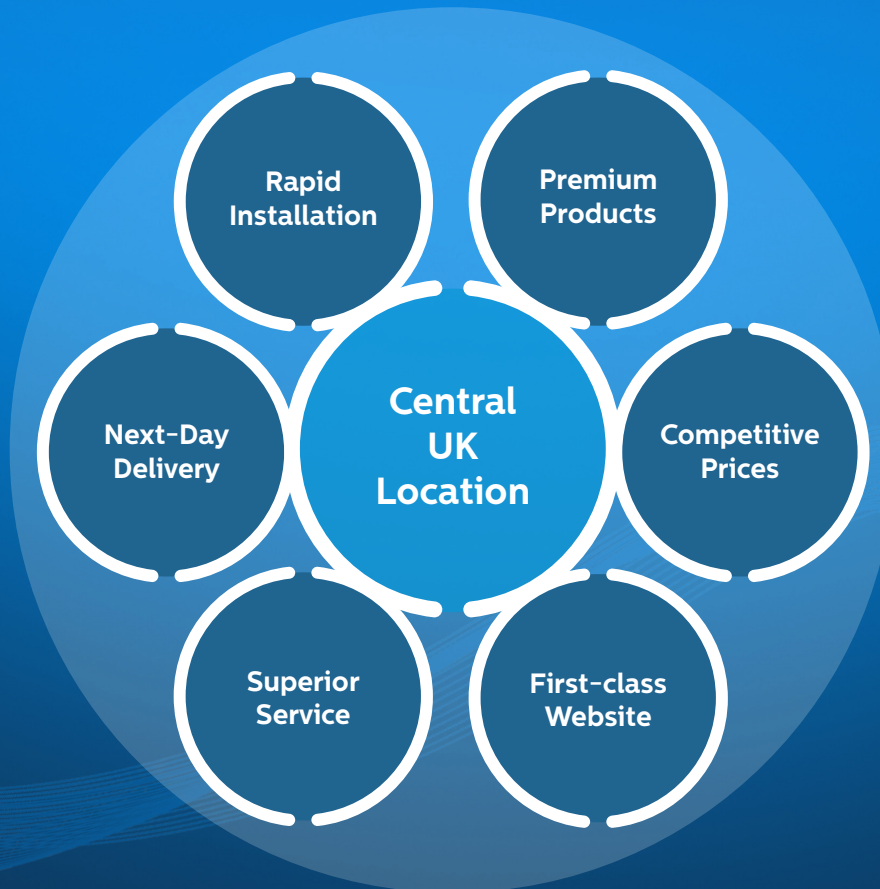 Rapid
Installation
Premium
Products
Next-Day
Delivery
Central
UK
Location
Competitive
Prices
Superior
Service
First-class
Website